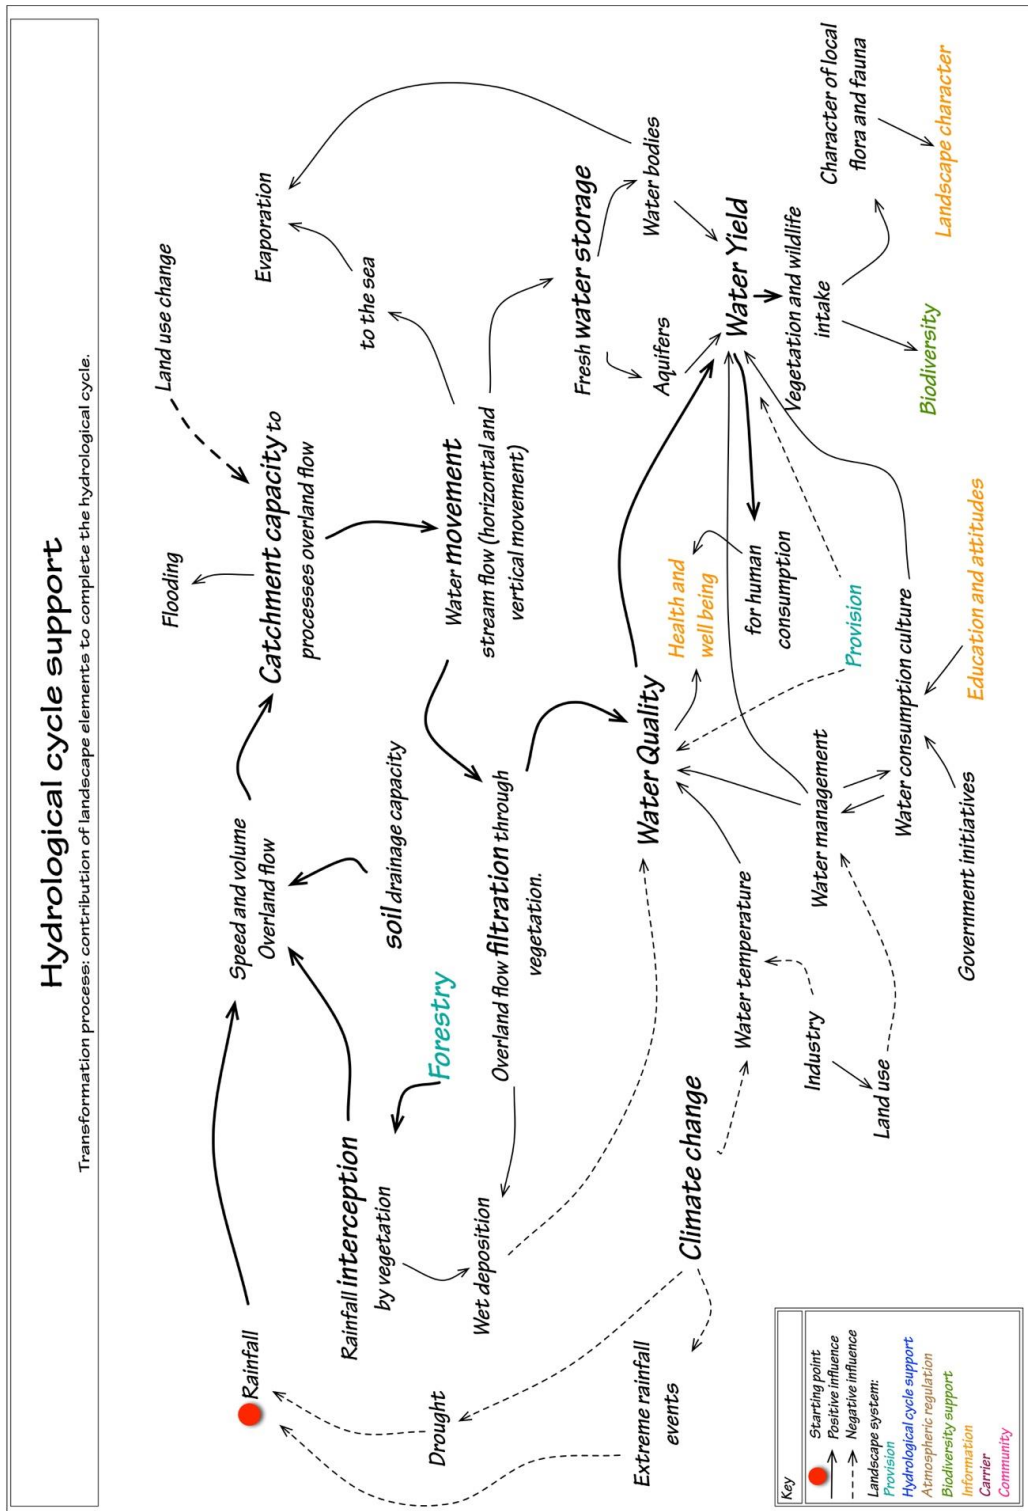 Hydrological cycle support
Transformation process: contribution of landscape elements to complete the hydrological cycle.
Rainfall
Speed and volume
Overland flow
Flooding
Land use change
Catchment capacity to
processes overland flow
Evaporation
to the sea
Rainfall interception
by vegetation
Forestry
soil drainage capacity
Water movement
stream flow (horizontal and
vertical movement)
Drought
Wet deposition
Overland flow filtration through
vegetation.
Fresh water storage
Water bodies
Aquifers
Extreme rainfall
events
Climate change
Water Quality
Health and
well being
Water Yield
for human
consumption
Vegetation and wildlife
intake
Character of local
flora and fauna
Water temperature
Industry
Water management
Provision
Land use
Water consumption culture
Biodiversity
Landscape character
Government initiatives
Education and attitudes
Key
Starting point
Positive influence
Negative influence
Landscape system:
Provision
Hydrological cycle support
Atmospheric regulation
Biodiversity support
Information
Carrier
Community